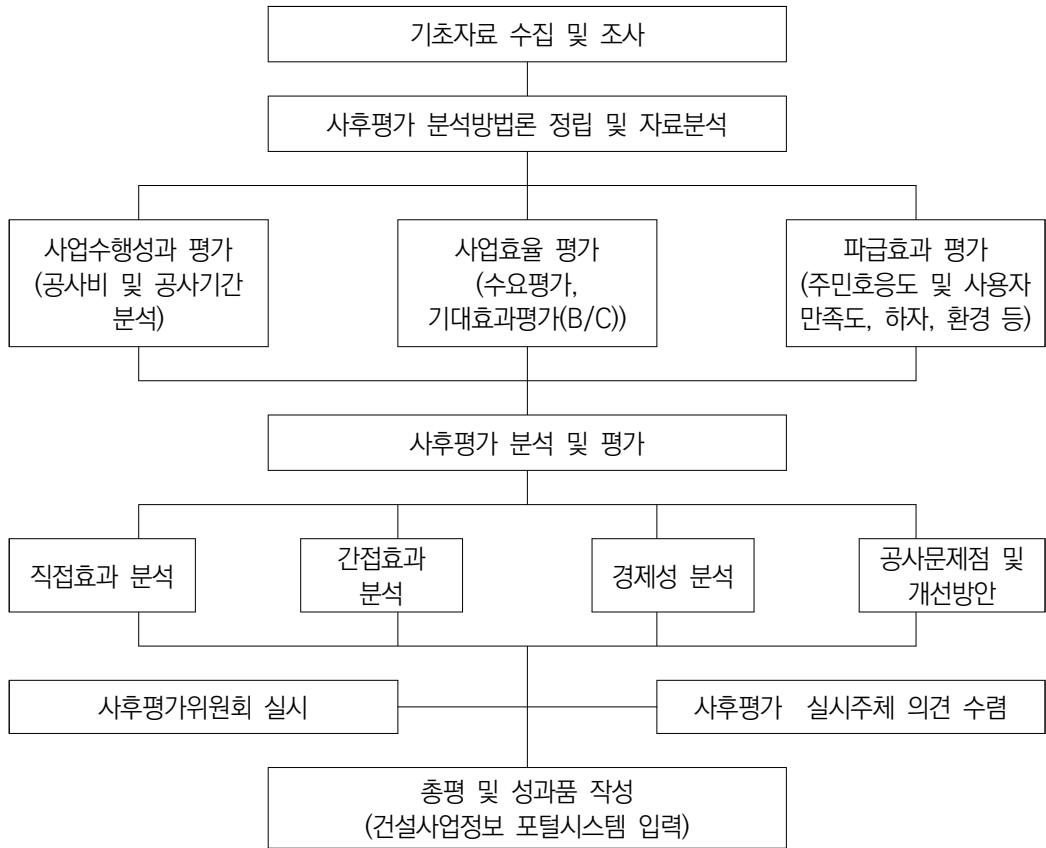 기초자료 수집 및 조사
사후평가 분석방법론 정립 및 자료분석
사업수행성과 평가
(공사비 및 공사기간
분석)
사업효율 평가
(수요평가,
기대효과평가(B/C))
파급효과 평가
(주민호응도 및 사용자
만족도, 하자, 환경 등)
사후평가 분석 및 평가
직접효과 분석
간접효과
분석
경제성 분석
공사문제점 및
개선방안
사후평가위원회 실시
사후평가 실시주체 의견 수렴
총평 및 성과품 작성
(건설사업정보 포털시스템 입력)